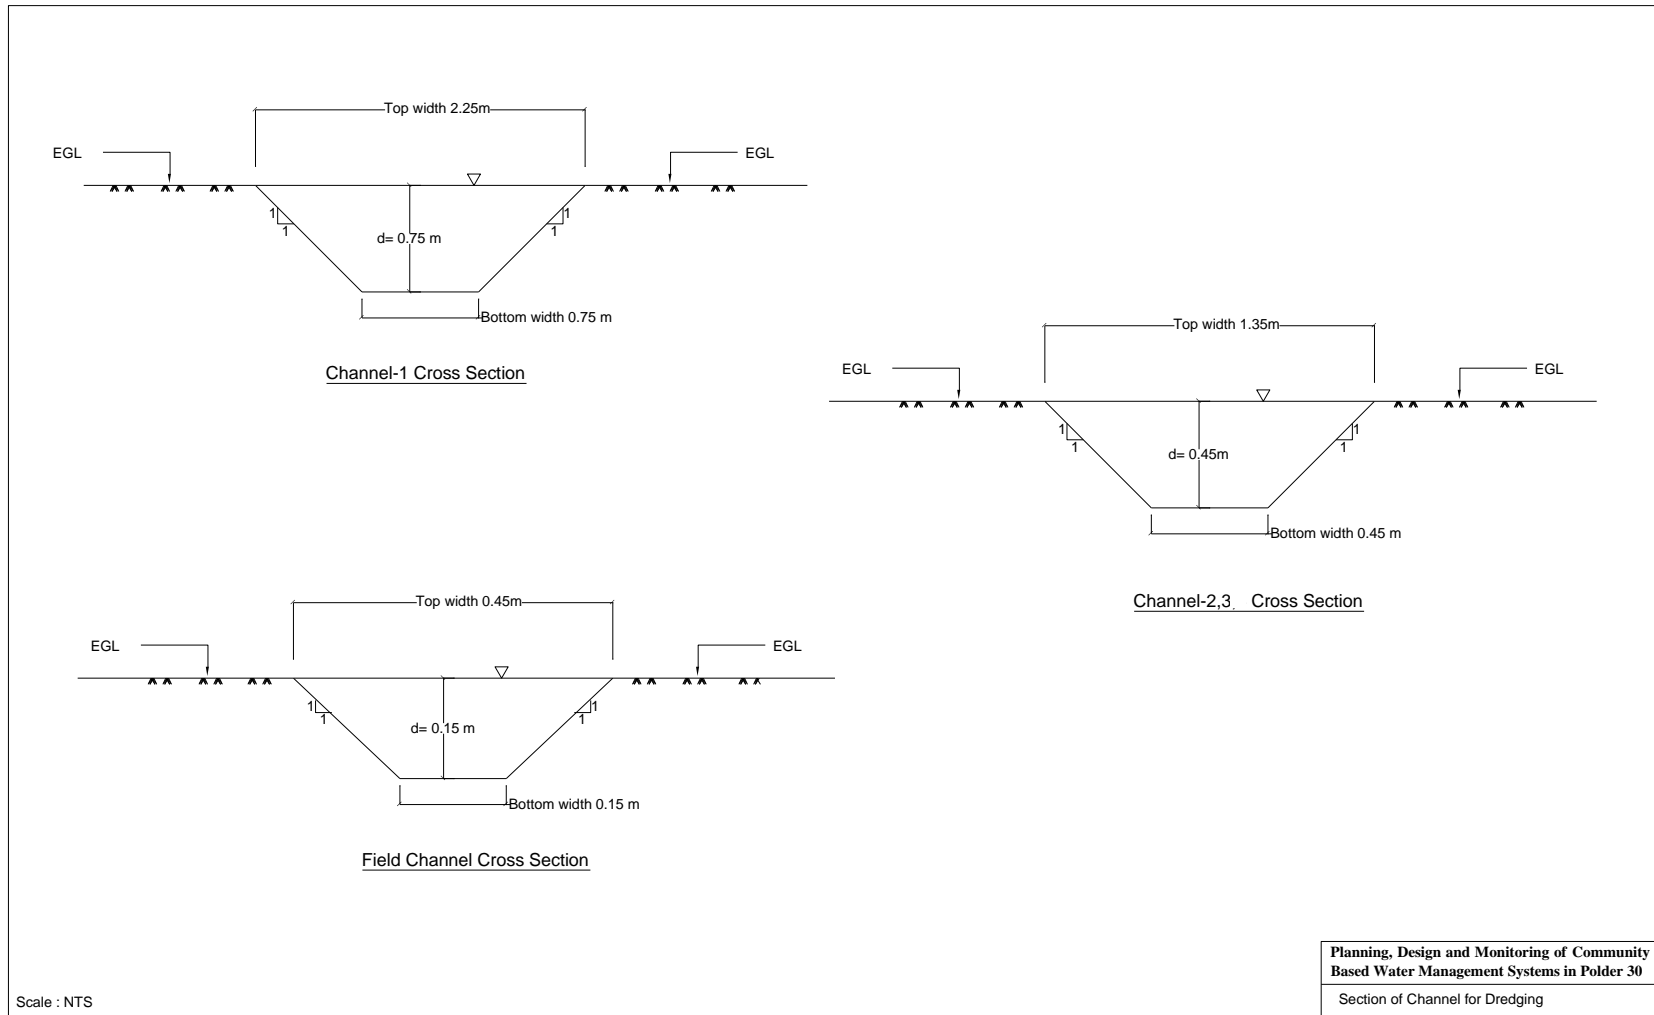 Top width 2.25m
EGL
EGL
1
1
1
1
d= 0.75 m
Bottom width 0.75 m
Channel-1 Cross Section
Top width 1.35m
EGL
EGL
1
1
1
1
d= 0.45m
Bottom width 0.45 m
Channel-2,3. Cross Section
Top width 0.45m
EGL
EGL
1
1
1
1
d= 0.15 m
Bottom width 0.15 m
Field Channel Cross Section
Planning, Design and Monitoring of Community
Based Water Management Systems in Polder 30
Section of Channel for Dredging
Scale : NTS